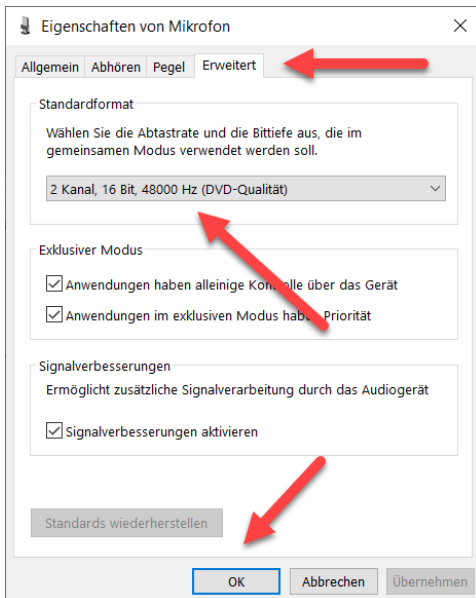 Eigenschaften von Mikrofon
Allgemein Abhören Pegel Erweitert
Standardformat
Wählen Sie die Abtastrate und die Bittiefe aus, die im
gemeinsamen Modus verwendet werden soll.
2 Kanal, 16 Bit, 48000 Hz (DVD-Qualität)
Exklusiver Modus
Anwendungen haben alleinige Kontrolle über das Gerät
Anwendungen im exklusiven Modus haben Priorität
Signalverbesserungen
Ermöglicht zusätzliche Signalverarbeitung durch das Audiogerät
Signalverbesserungen aktivieren
Standards wiederherstellen
OK Abbrechen Übernehmen